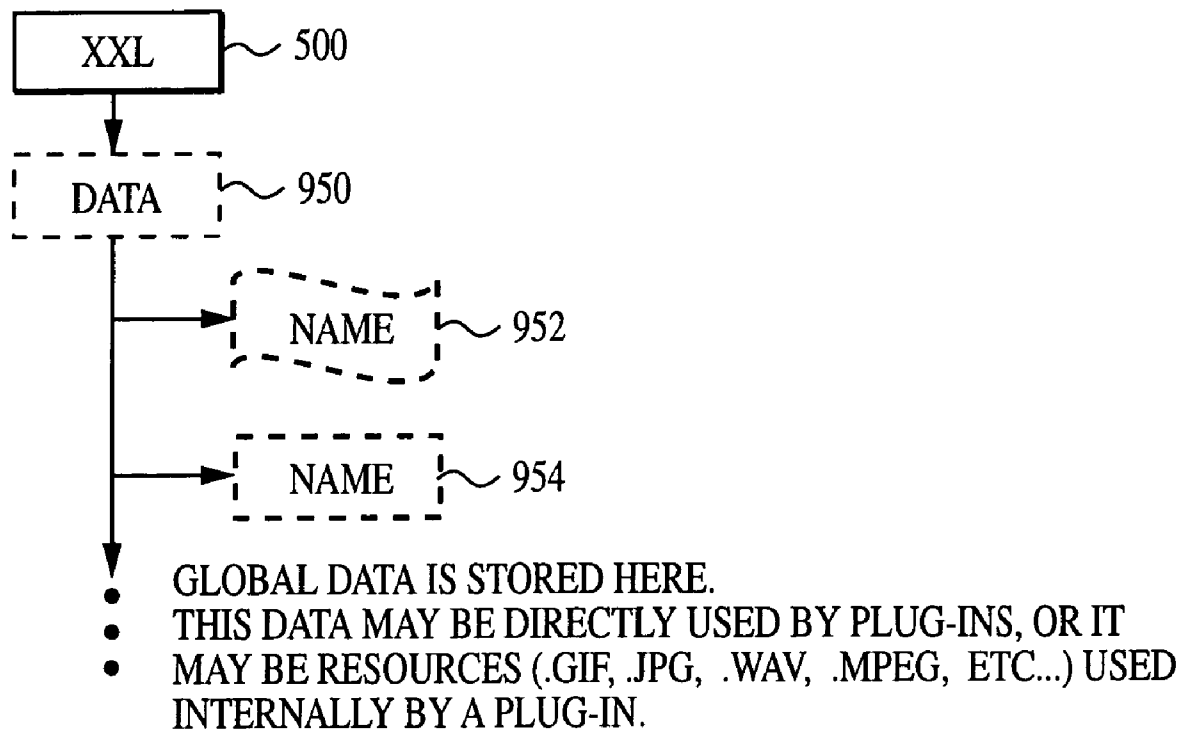 XXL 500
DATA 950
NAME 952
NAME 954
GLOBAL DATA IS STORED HERE.
THIS DATA MAY BE DIRECTLY USED BY PLUG-INS, OR IT
MAY BE RESOURCES (.GIF, .JPG, .WAV, .MPEG, ETC...) USED
INTERNALLY BY A PLUG-IN.